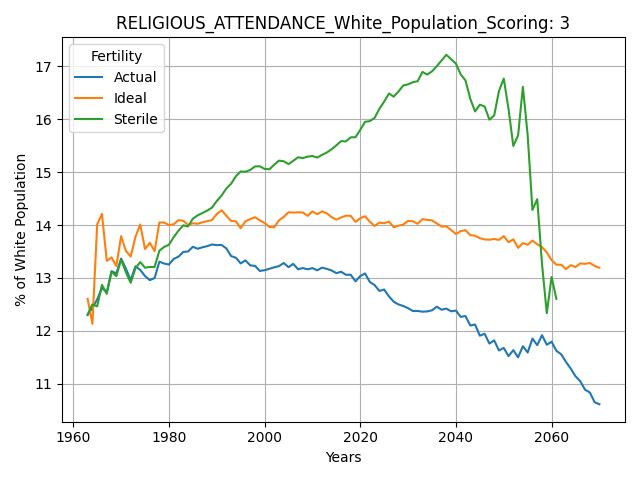 RELIGIOUS_ATTENDANCE_White_Population_Scoring: 3
Fertility
Actual
Ideal
Sterile
% of White Population
17
16
15
14
13
12
11
1960 1980 2000 2020 2040 2060
Years